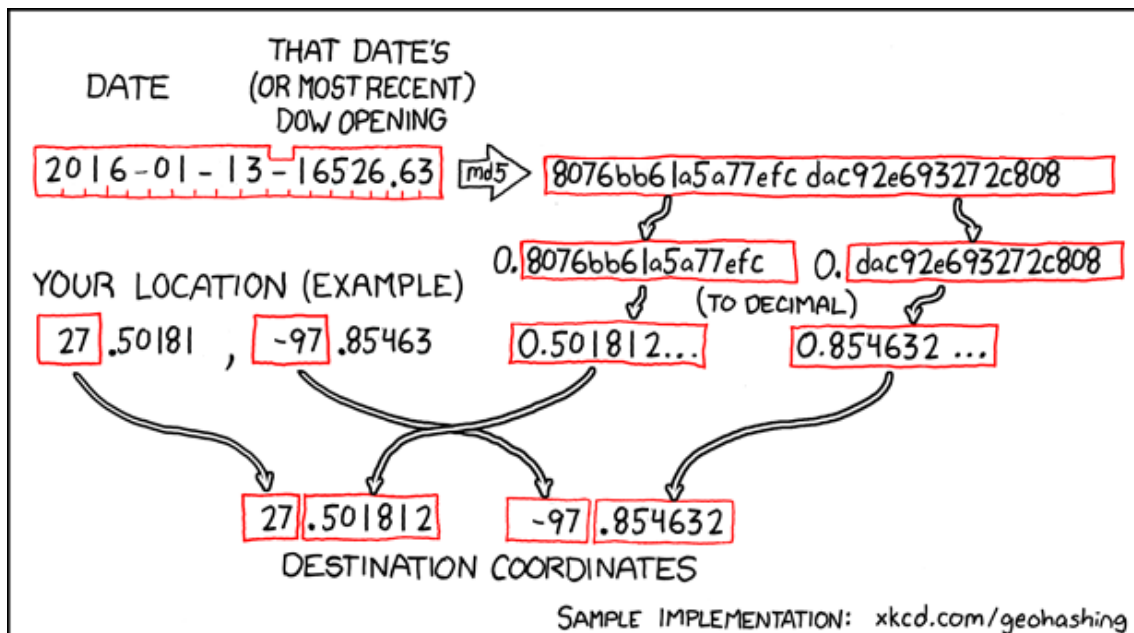 DATE
THAT DATE'S
(OR MOST RECENT)
DOW OPENING
2016-01-13-16526.63
md5
8076bb61a5a77efcdac92e693272c808
0.8076bb61a5a77efc
0.dac92e693272c808
YOUR LOCATION (EXAMPLE)
(TO DECIMAL)
27.50181, -97.85463
0.501812...
0.854632...
27.501812
-97.854632
DESTINATION COORDINATES
SAMPLE IMPLEMENTATION: xkcd.com/geohashing